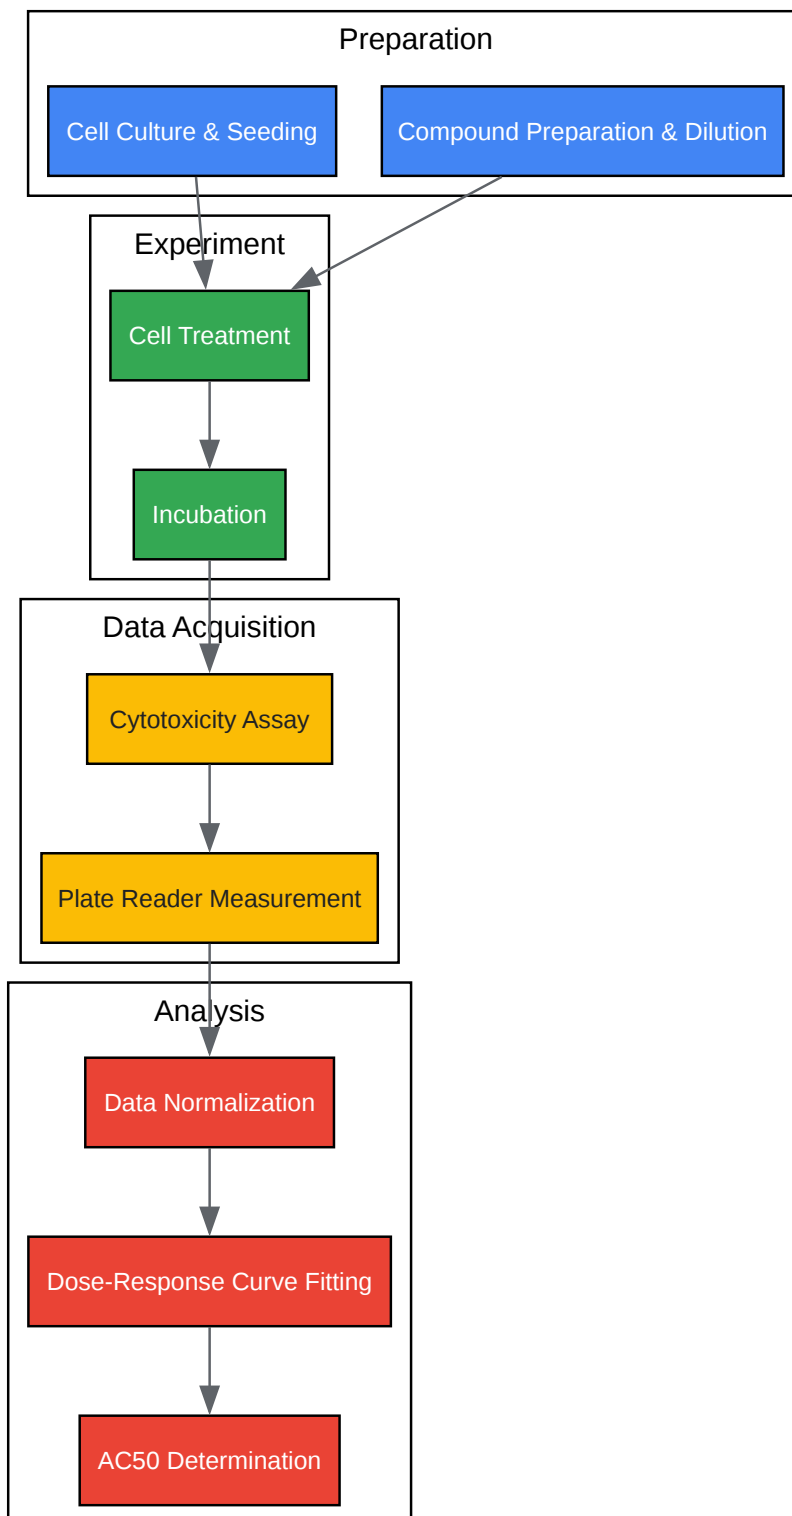 Preparation
Cell Culture & Seeding
Compound Preparation & Dilution
Experiment
Cell Treatment
Incubation
Data Acquisition
Cytotoxicity Assay
Plate Reader Measurement
Analysis
Data Normalization
Dose-Response Curve Fitting
AC50 Determination